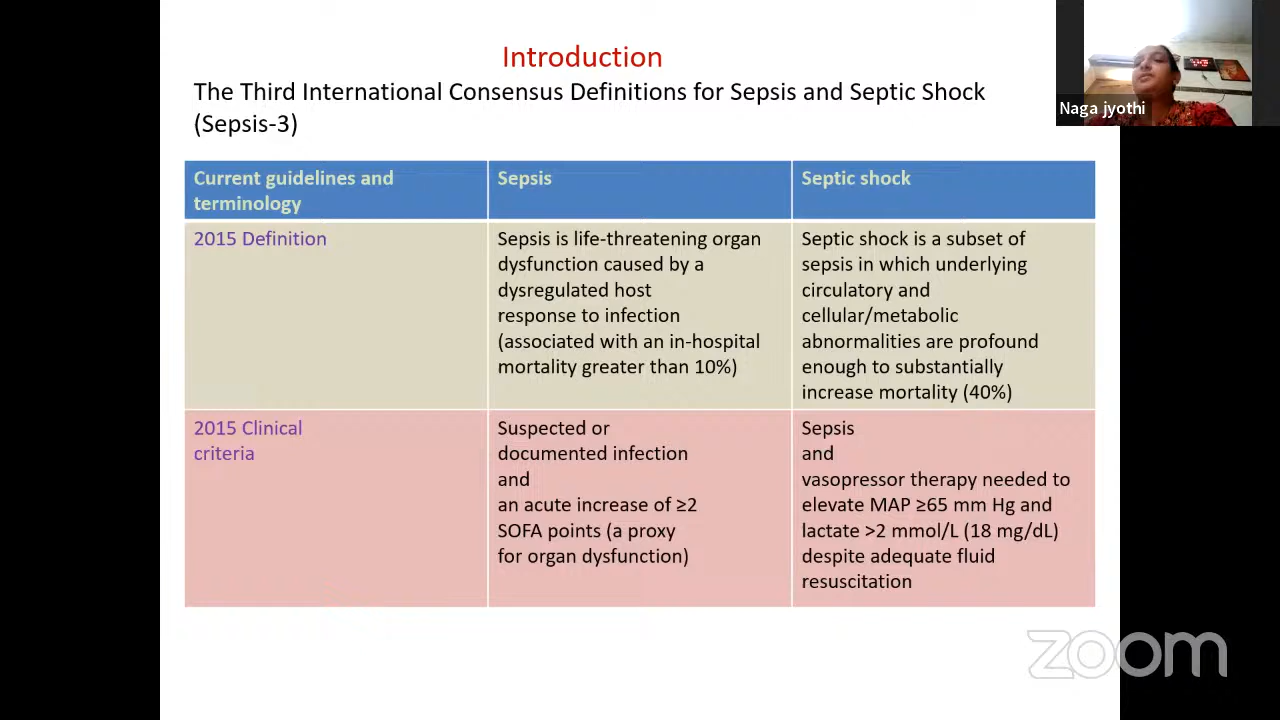 Introduction
The Third International Consensus Definitions for Sepsis and Septic Shock
(Sepsis-3)
Naga jyothi
Current guidelines and
terminology
Sepsis
Septic shock
2015 Definition
Sepsis is life-threatening organ
dysfunction caused by a
dysregulated host
response to infection
(associated with an in-hospital
mortality greater than 10%)
Septic shock is a subset of
sepsis in which underlying
circulatory and
cellular/metabolic
abnormalities are profound
enough to substantially
increase mortality (40%)
2015 Clinical
criteria
Suspected or
documented infection
and
an acute increase of ≥2
SOFA points (a proxy
for organ dysfunction)
Sepsis
and
vasopressor therapy needed to
elevate MAP ≥65 mm Hg and
lactate >2 mmol/L (18 mg/dL)
despite adequate fluid
resuscitation
zoom